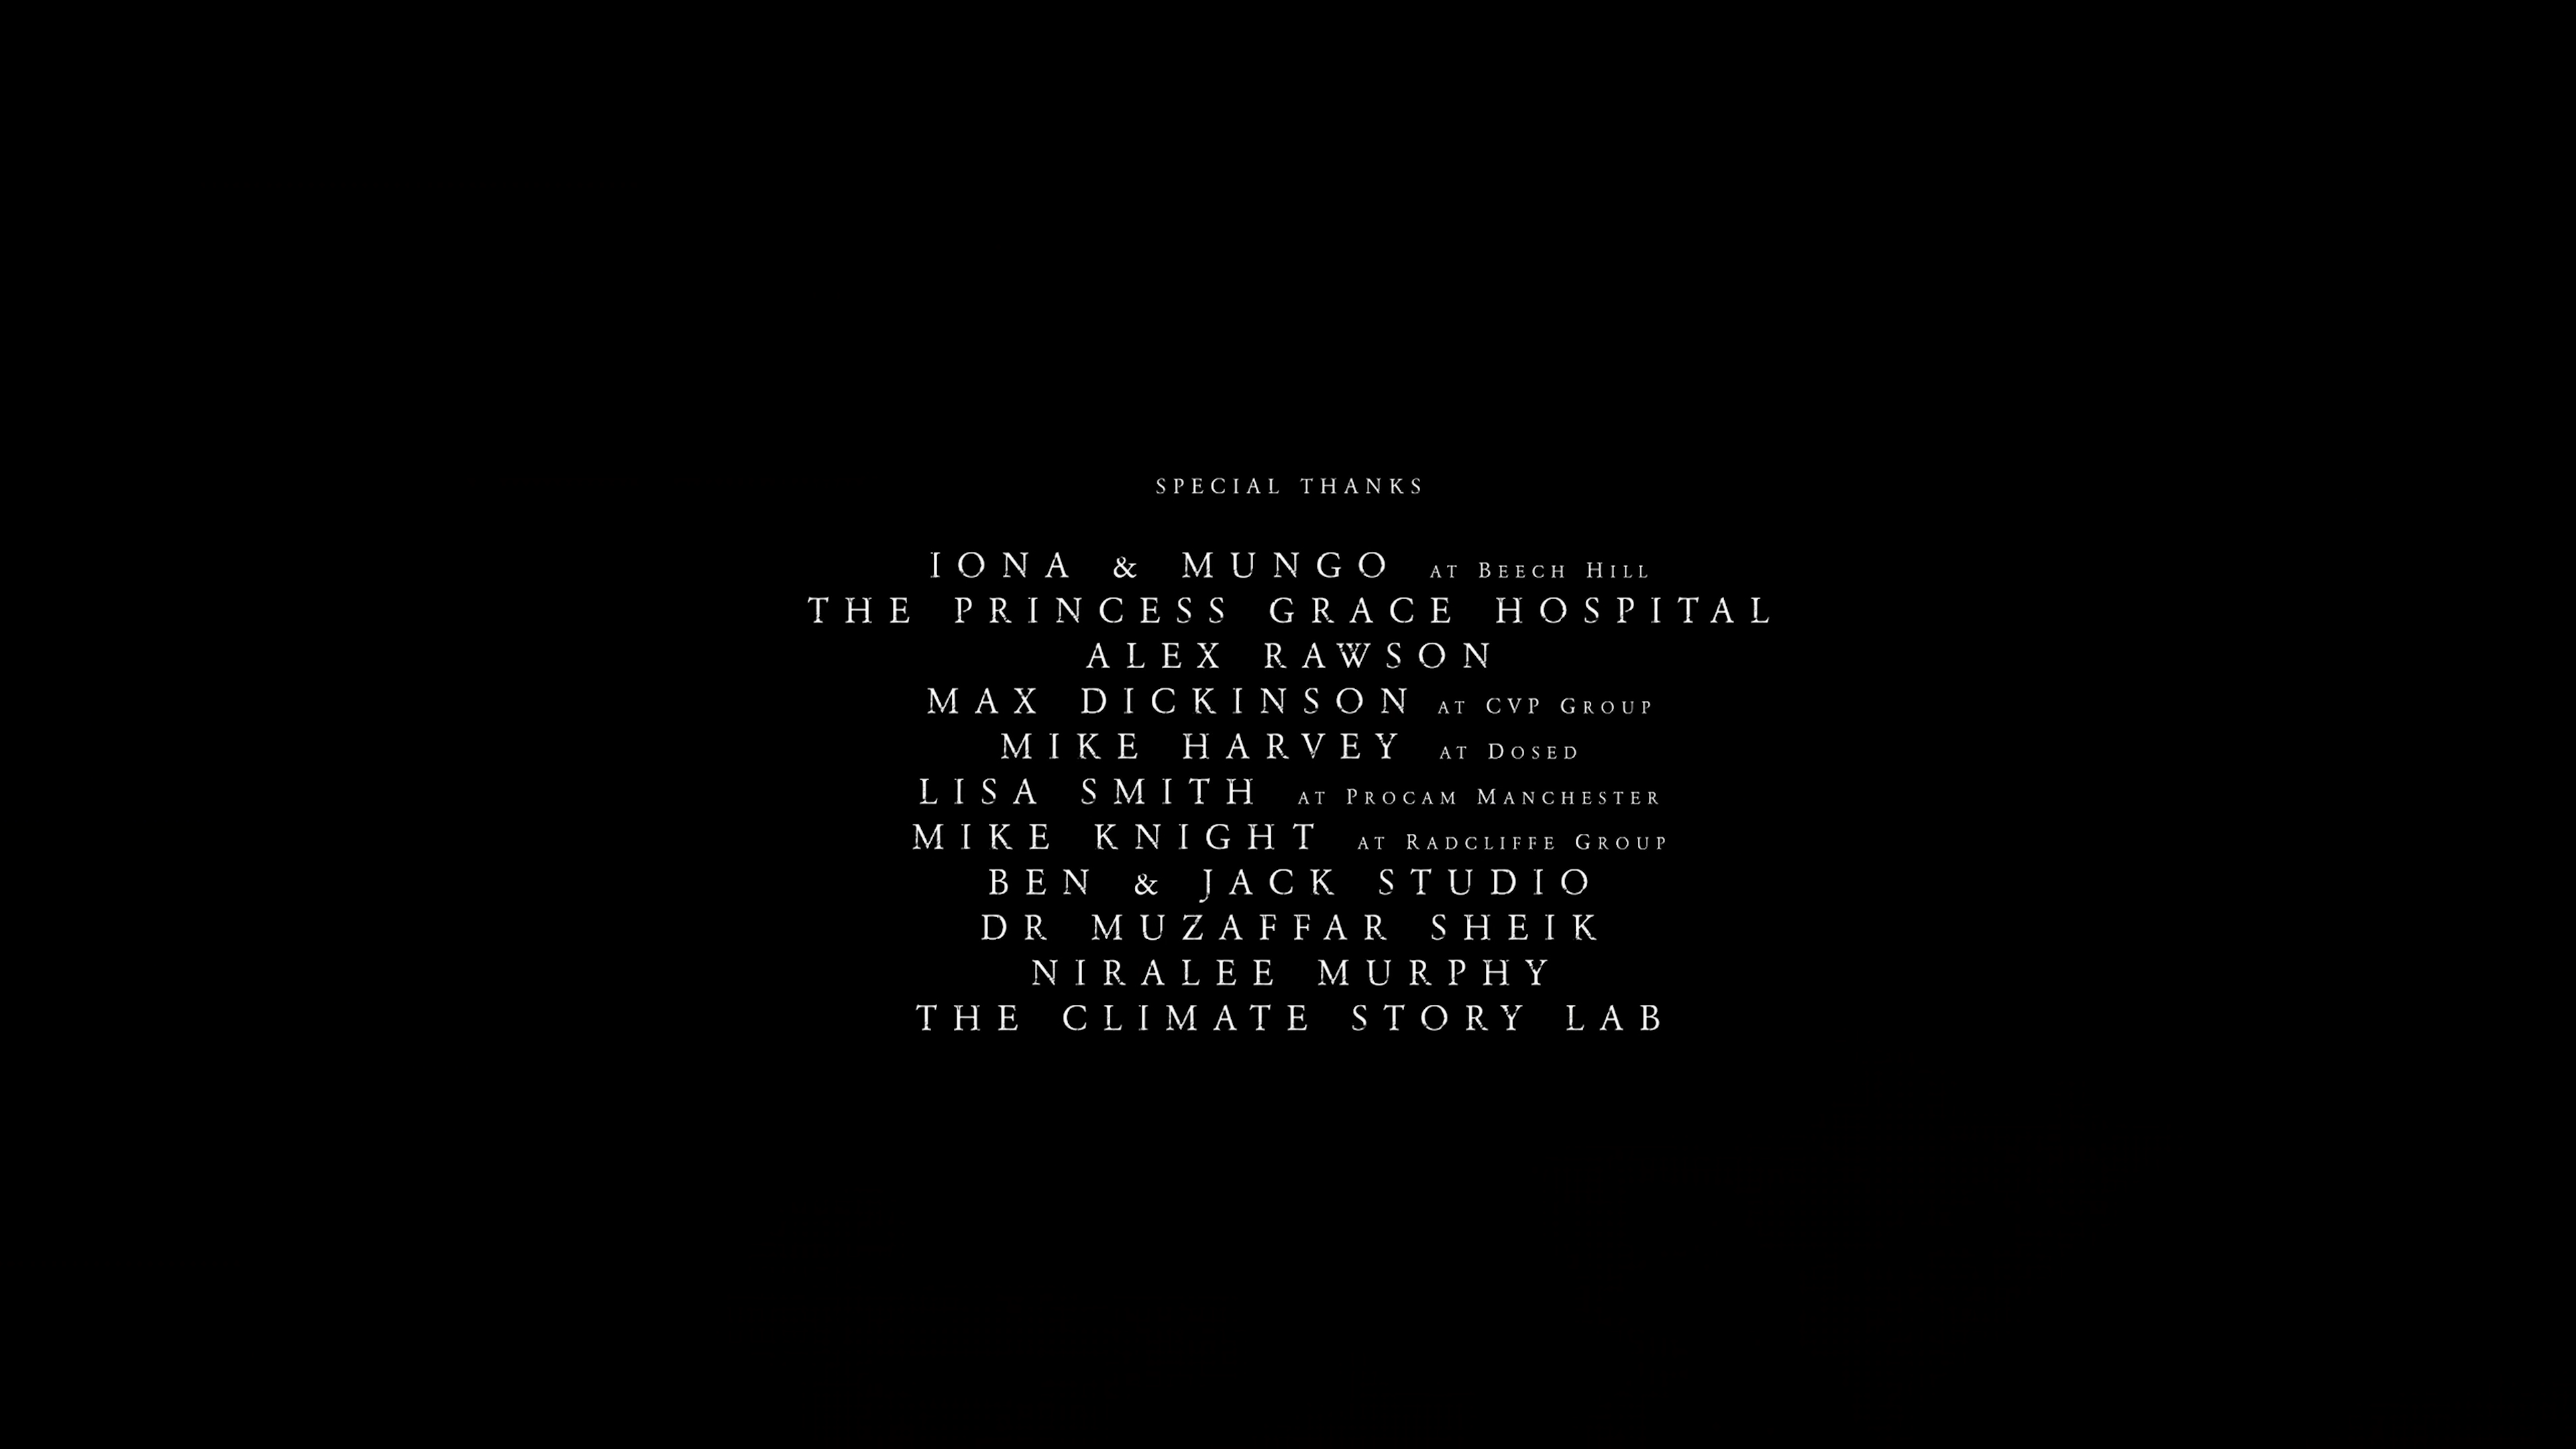 SPECIAL THANKS
IONA & MUNGO AT BEECH HILL
THE PRINCESS GRACE HOSPITAL
ALEX RAWSON
MAX DICKINSON AT CVP GROUP
MIKE HARVEY AT DOSED
LISA SMITH AT PROCAM MANCHESTER
MIKE KNIGHT AT RADCLIFFE GROUP
BEN & JACK STUDIO
DR MUZAFFAR SHEIK
NIRALEE MURPHY
THE CLIMATE STORY LAB